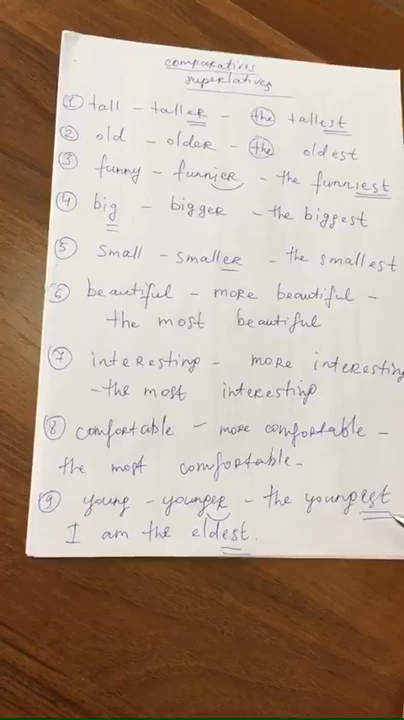 comparatives
superlatives
① tall - taller - the tallest
② old - older - the oldest
③ funny - funnier - the funniest
④ big - bigger - the biggest
⑤ small - smaller - the smallest
⑥ beautiful - more beautiful -
the most beautiful
⑦ interesting - more interesting
- the most interesting
⑧ comfortable - more comfortable -
the most comfortable -
⑨ young - younger - the youngest
I am the eldest.